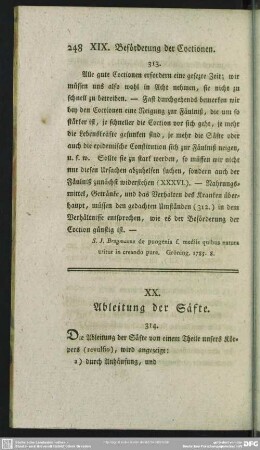 248 XIX. Beförderung der Coctionen.
313.
Alle gute Coctionen erfordern eine gesezte Zeit; wir
müssen uns also wohl in Acht nehmen, sie nicht zu
schnell zu betreiben. — Fast durchgehends bemerken wir
bey den Coctionen eine Neigung zur Fäulniß, die um so
stärker ist, je schneller die Coction vor sich geht, je mehr
die Lebenskräfte gesunken sind, je mehr die Säfte oder
auch die epidemische Constitution sich zur Fäulniß neigen,
u. s. w. Sollte sie zu stark werden, so müssen wir nicht
nur diesen Ursachen abzuhelfen suchen, sondern auch der
Fäulniß zunächst widerstehen (XXXVI.). — Nahrungs-
mittel, Getränke, und das Verhalten des Kranken über-
haupt, müssen den gedachten Umständen (312.) in dem
Verhältnisse entsprechen, wie es der Beförderung der
Coction günstig ist. —
S. J. Brugmans de puogenia s. mediis quibus natura
utitur in creando pure. Gröning. 1785. 8.
XX.
Ableitung der Säfte.
314.
Die Ableitung der Säfte von einem Theile unsers Kör-
pers (revulsio), wird angezeigt:
a) durch Anhäufung, und